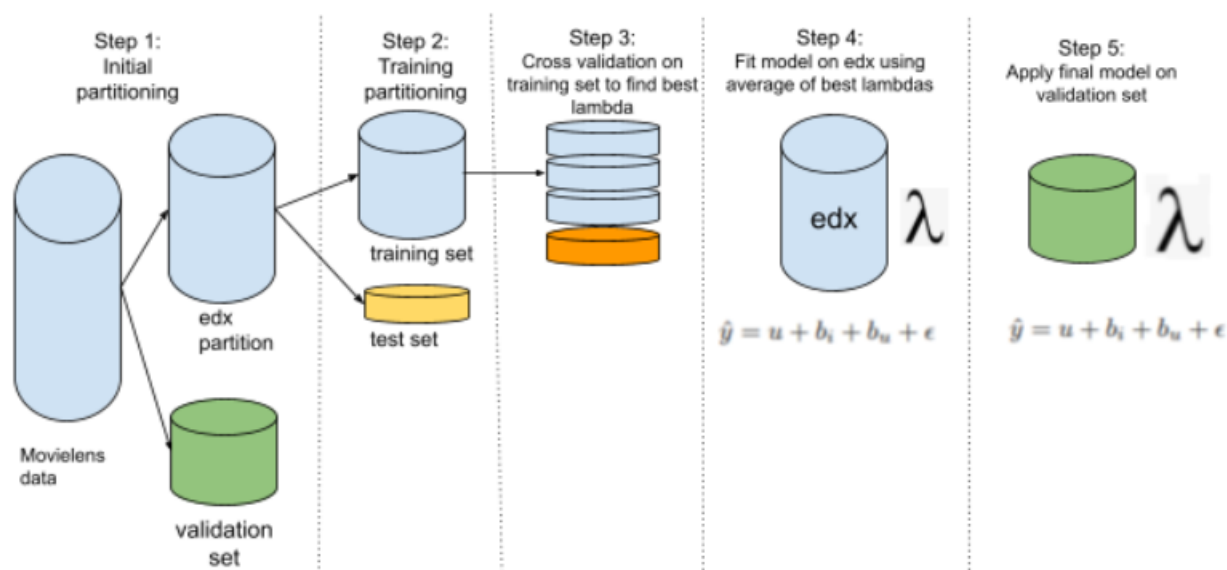 Step 1:
Initial
partitioning
Movielens
data
edx
partition
validation
set
Step 2:
Training
partitioning
training set
test set
Step 3:
Cross validation on
training set to find best
lambda
Step 4:
Fit model on edx using
average of best lambdas
edx
λ
ŷ = u + b_i + b_u + ϵ
Step 5:
Apply final model on
validation set
λ
ŷ = u + b_i + b_u + ϵ